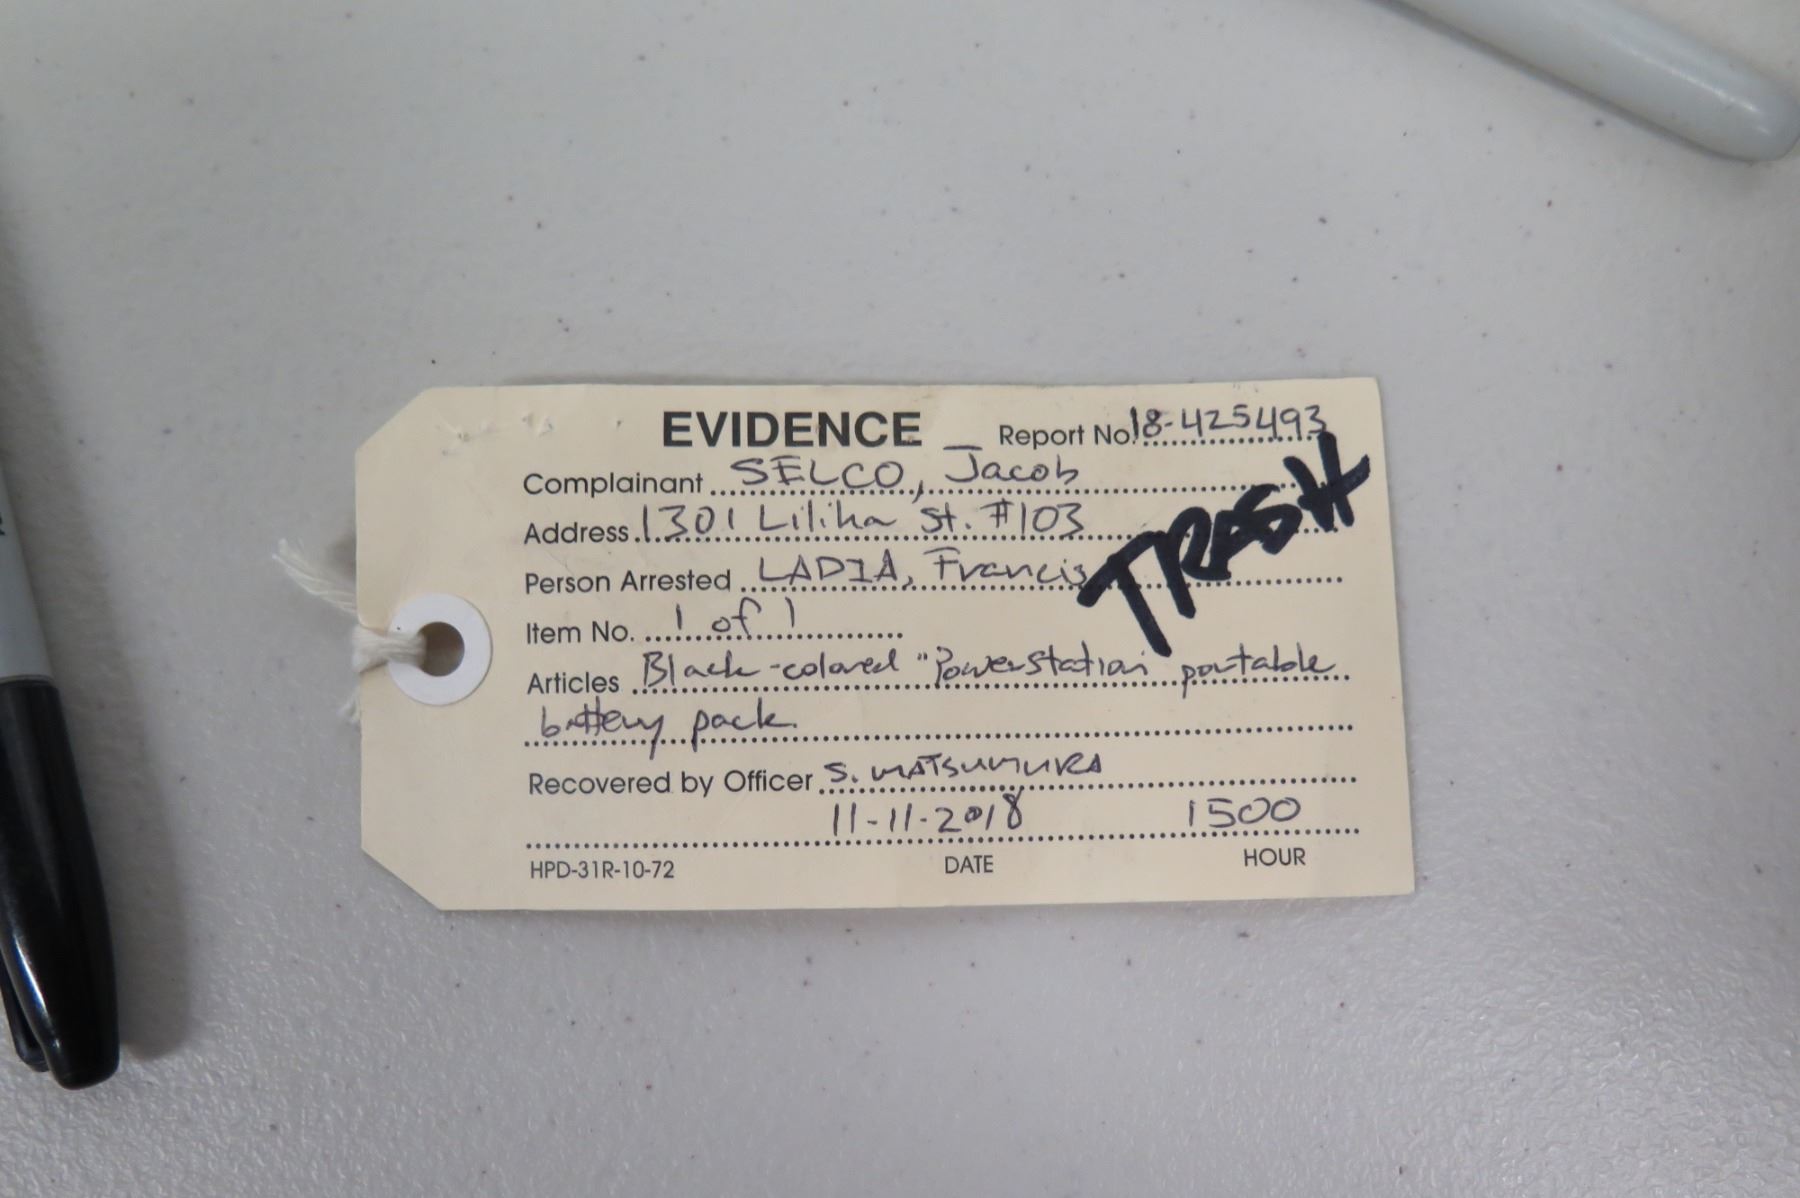 EVIDENCE Report No. 18-425493
Complainant SELCO, Jacob
Address 1301 Liliha St. #103
TRASH
Person Arrested LADIA, Francis
Item No. 1 of 1
Articles Black-colored "Powerstation portable
battery pack.
Recovered by Officer S. MATSUMURA
11-11-2018 1500
HPD-31R-10-72 DATE HOUR